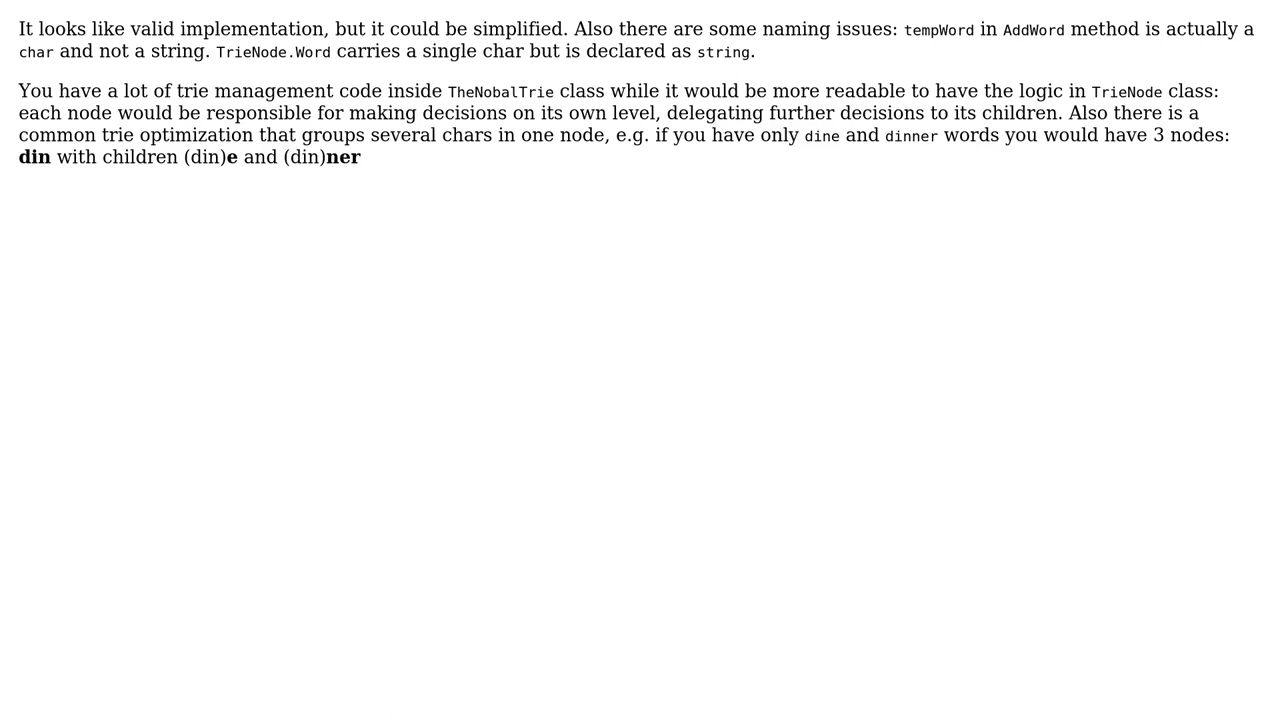 It looks like valid implementation, but it could be simplified. Also there are some naming issues: tempWord in AddWord method is actually a
char and not a string. TrieNode.Word carries a single char but is declared as string.
You have a lot of trie management code inside TheNobalTrie class while it would be more readable to have the logic in TrieNode class:
each node would be responsible for making decisions on its own level, delegating further decisions to its children. Also there is a
common trie optimization that groups several chars in one node, e.g. if you have only dine and dinner words you would have 3 nodes:
din with children (din)e and (din)ner